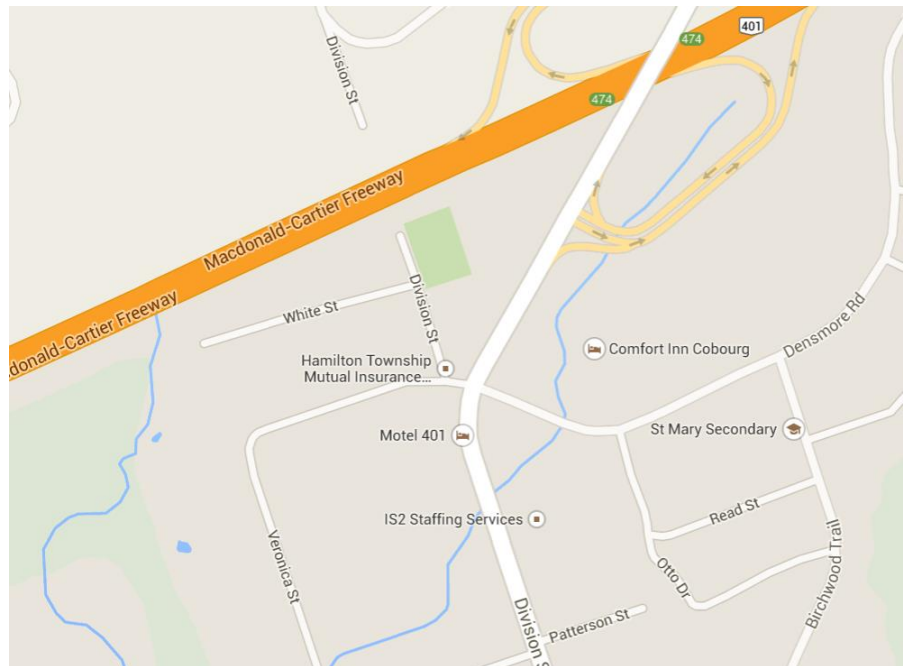 401
474
Division St
474
Macdonald-Cartier Freeway
Macdonald-Cartier Freeway
Division St
White St
Densmore Rd
Comfort Inn Cobourg
Hamilton Township
Mutual Insurance...
Motel 401
St Mary Secondary
IS2 Staffing Services
Read St
Veronica St
Otto Dr
Birchwood Trail
Division S
Patterson St